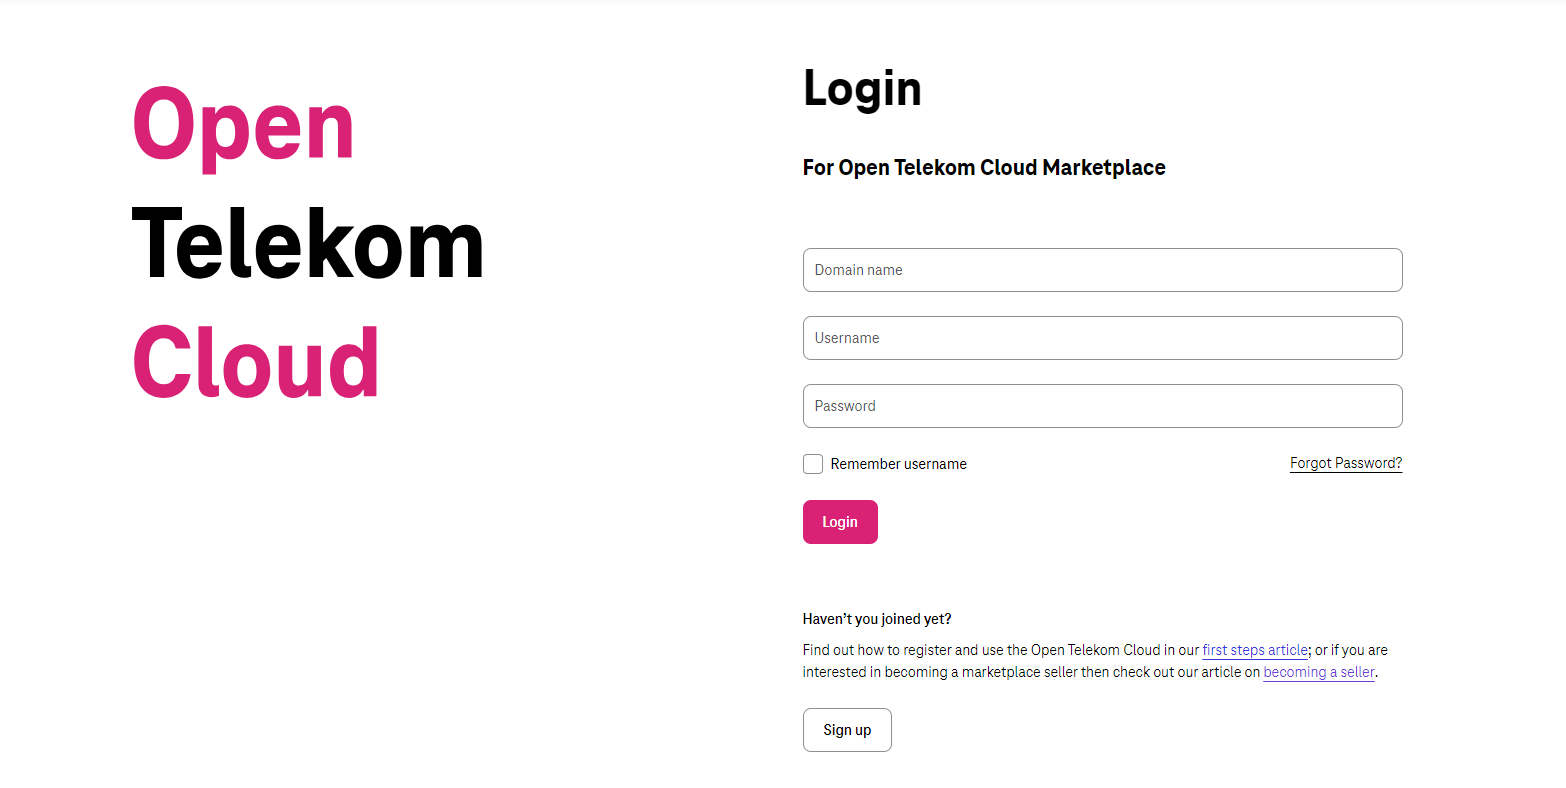 Open
Telekom
Cloud
Login
For Open Telekom Cloud Marketplace
Domain name
Username
Password
Remember username
Forgot Password?
Login
Haven’t you joined yet?
Find out how to register and use the Open Telekom Cloud in our first steps article; or if you are
interested in becoming a marketplace seller then check out our article on becoming a seller.
Sign up